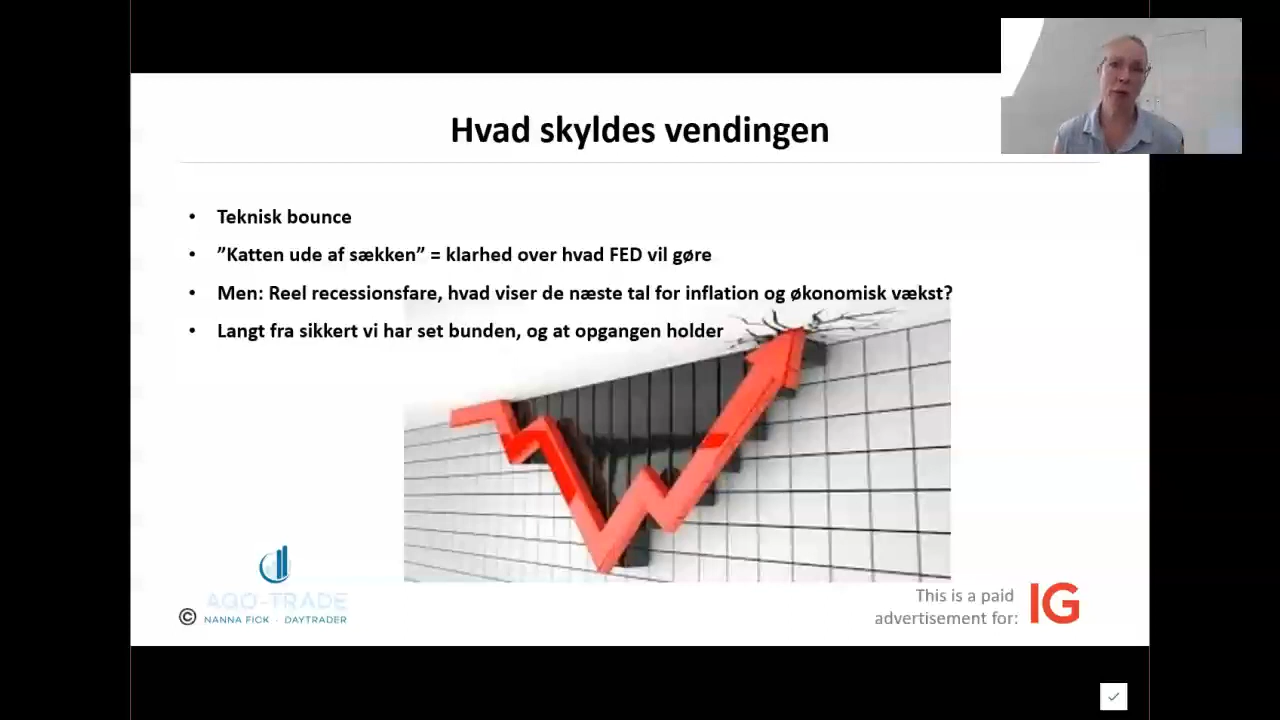 Hvad skyldes vendingen
• Teknisk bounce
• ”Katten ude af sækken” = klarhed over hvad FED vil gøre
• Men: Reel recessionsfare, hvad viser de næste tal for inflation og økonomisk vækst?
• Langt fra sikkert vi har set bunden, og at opgangen holder
AGO-TRADE
© NANNA FICK · DAYTRADER
This is a paid
advertisement for: IG